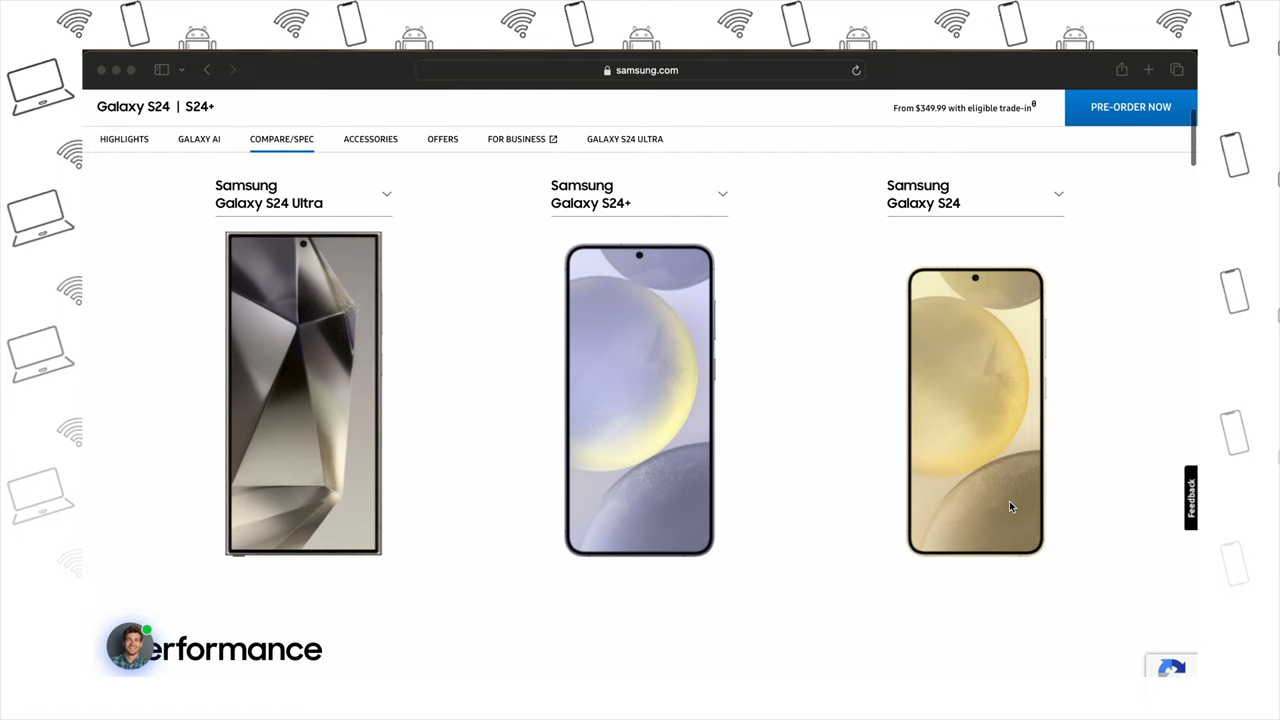 samsung.com
Galaxy S24 | S24+
From $349.99 with eligible trade-inθ
PRE-ORDER NOW
HIGHLIGHTS
GALAXY AI
COMPARE/SPEC
ACCESSORIES
OFFERS
FOR BUSINESS
GALAXY S24 ULTRA
Samsung
Galaxy S24 Ultra
Samsung
Galaxy S24+
Samsung
Galaxy S24
Feedback
erformance